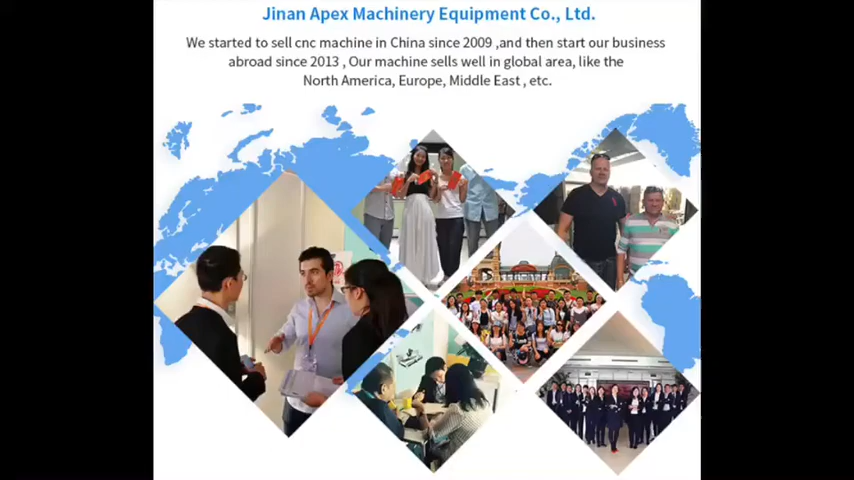 Jinan Apex Machinery Equipment Co., Ltd.
We started to sell cnc machine in China since 2009 ,and then start our business
abroad since 2013 , Our machine sells well in global area, like the
North America, Europe, Middle East , etc.